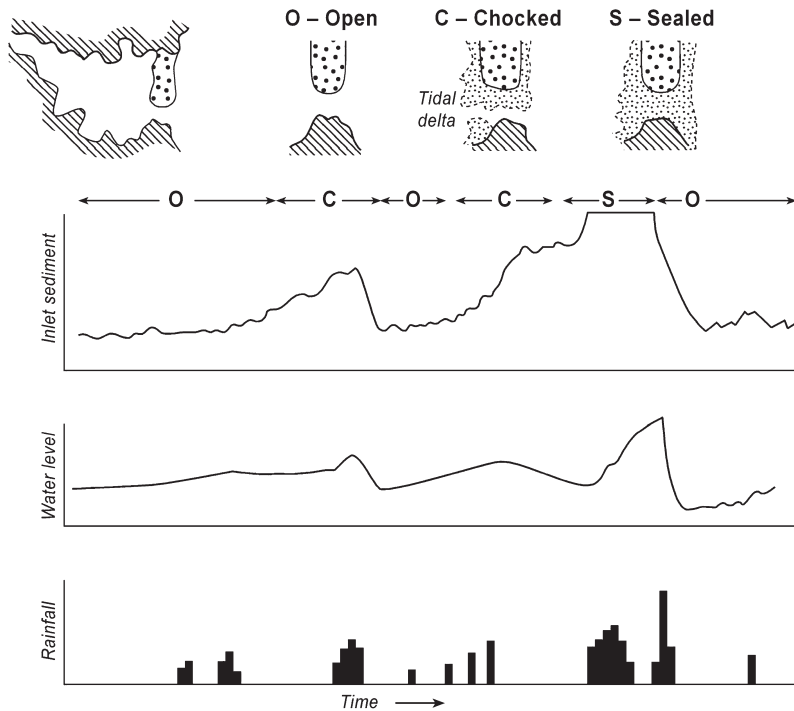 O – Open
C – Chocked
S – Sealed
Tidal
delta
O
C
O
C
S
O
Inlet sediment
Water level
Rainfall
Time